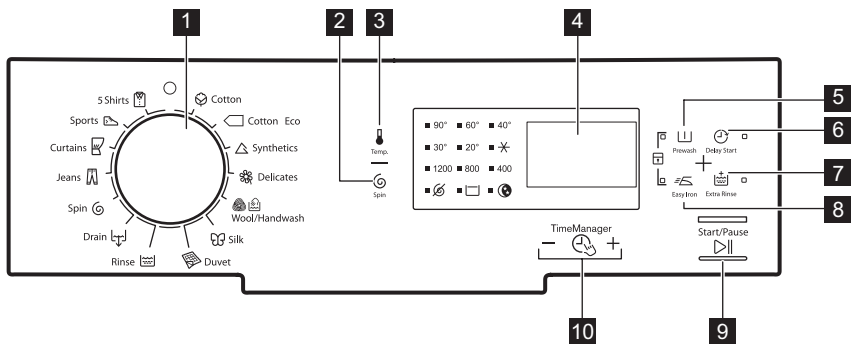 1
2
3
4
5
6
7
8
9
10
5 Shirts
Sports
Curtains
Jeans
Spin
Drain
Rinse
Cotton
Cotton Eco
Synthetics
Delicates
Wool/Handwash
Silk
Duvet
Temp.
Spin
90° 60° 40°
30° 20°
1200 800 400
TimeManager
− +
Prewash
Delay Start
Easy Iron
Extra Rinse
Start/Pause